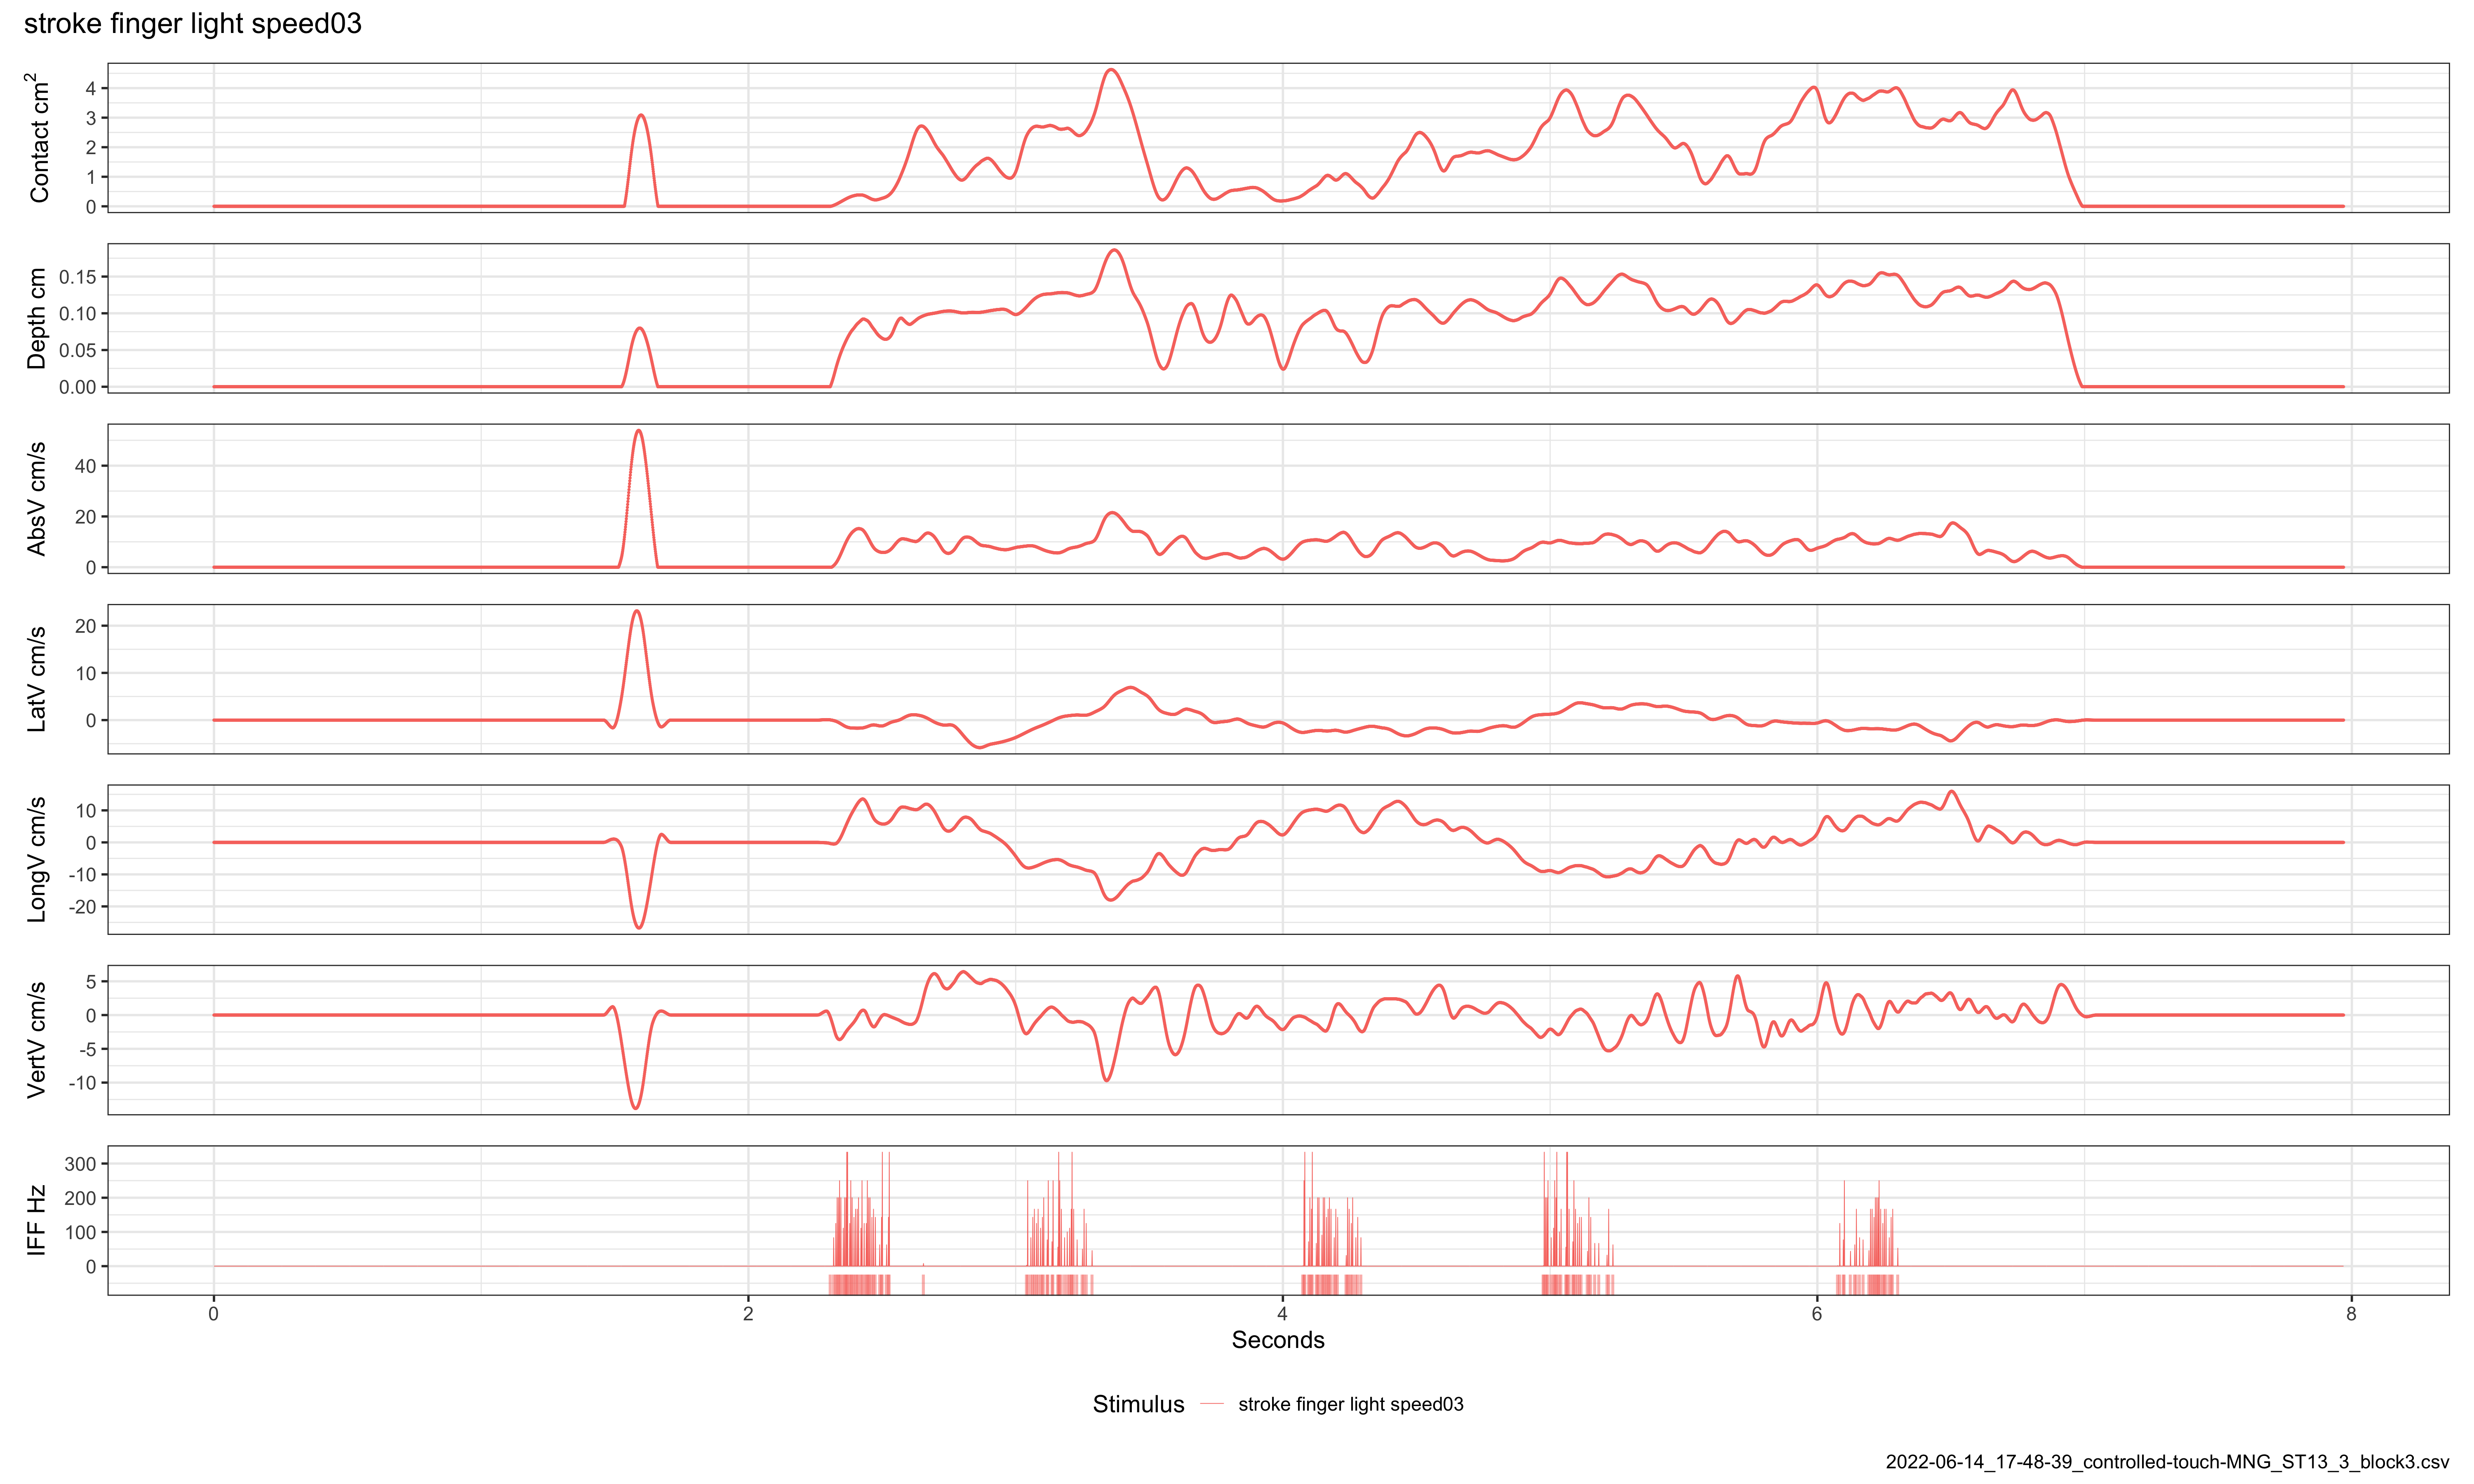 stroke finger light speed03
Contact cm²
4
3
2
1
0
Depth cm
0.15
0.10
0.05
0.00
AbsV cm/s
40
20
0
LatV cm/s
20
10
0
LongV cm/s
10
0
-10
-20
VertV cm/s
5
0
-5
-10
IFF Hz
300
200
100
0
0 2 4 6 8
Seconds
Stimulus stroke finger light speed03
2022-06-14_17-48-39_controlled-touch-MNG_ST13_3_block3.csv